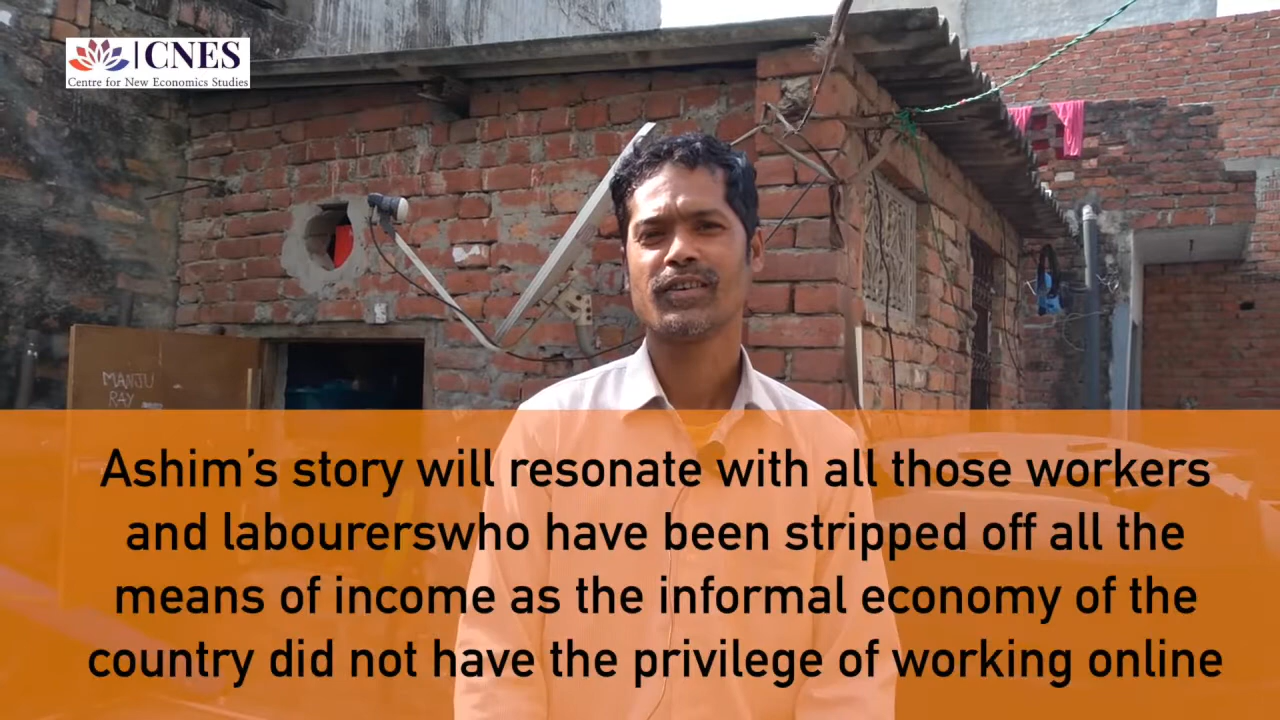 CNES
Centre for New Economics Studies
MANJU
RAY
Ashim's story will resonate with all those workers
and labourerswho have been stripped off all the
means of income as the informal economy of the
country did not have the privilege of working online